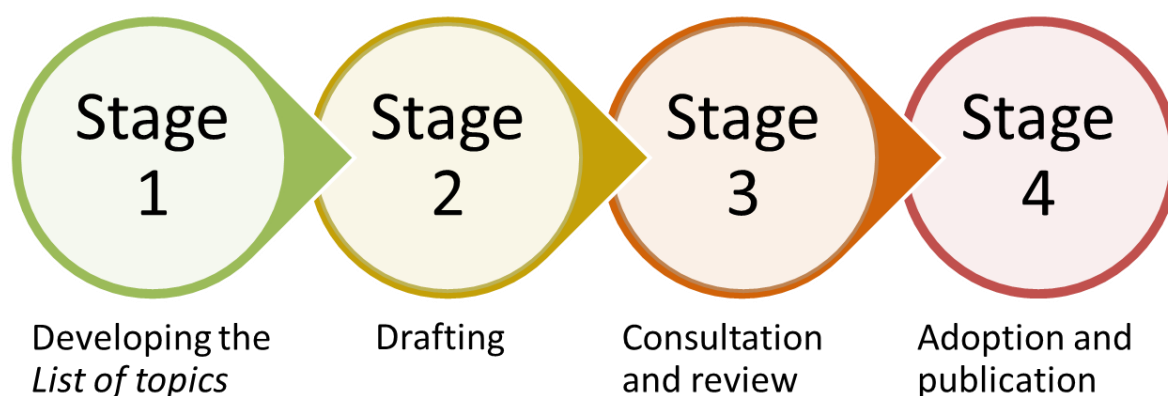 Stage
1
Stage
2
Stage
3
Stage
4
Developing the
List of topics
Drafting
Consultation
and review
Adoption and
publication